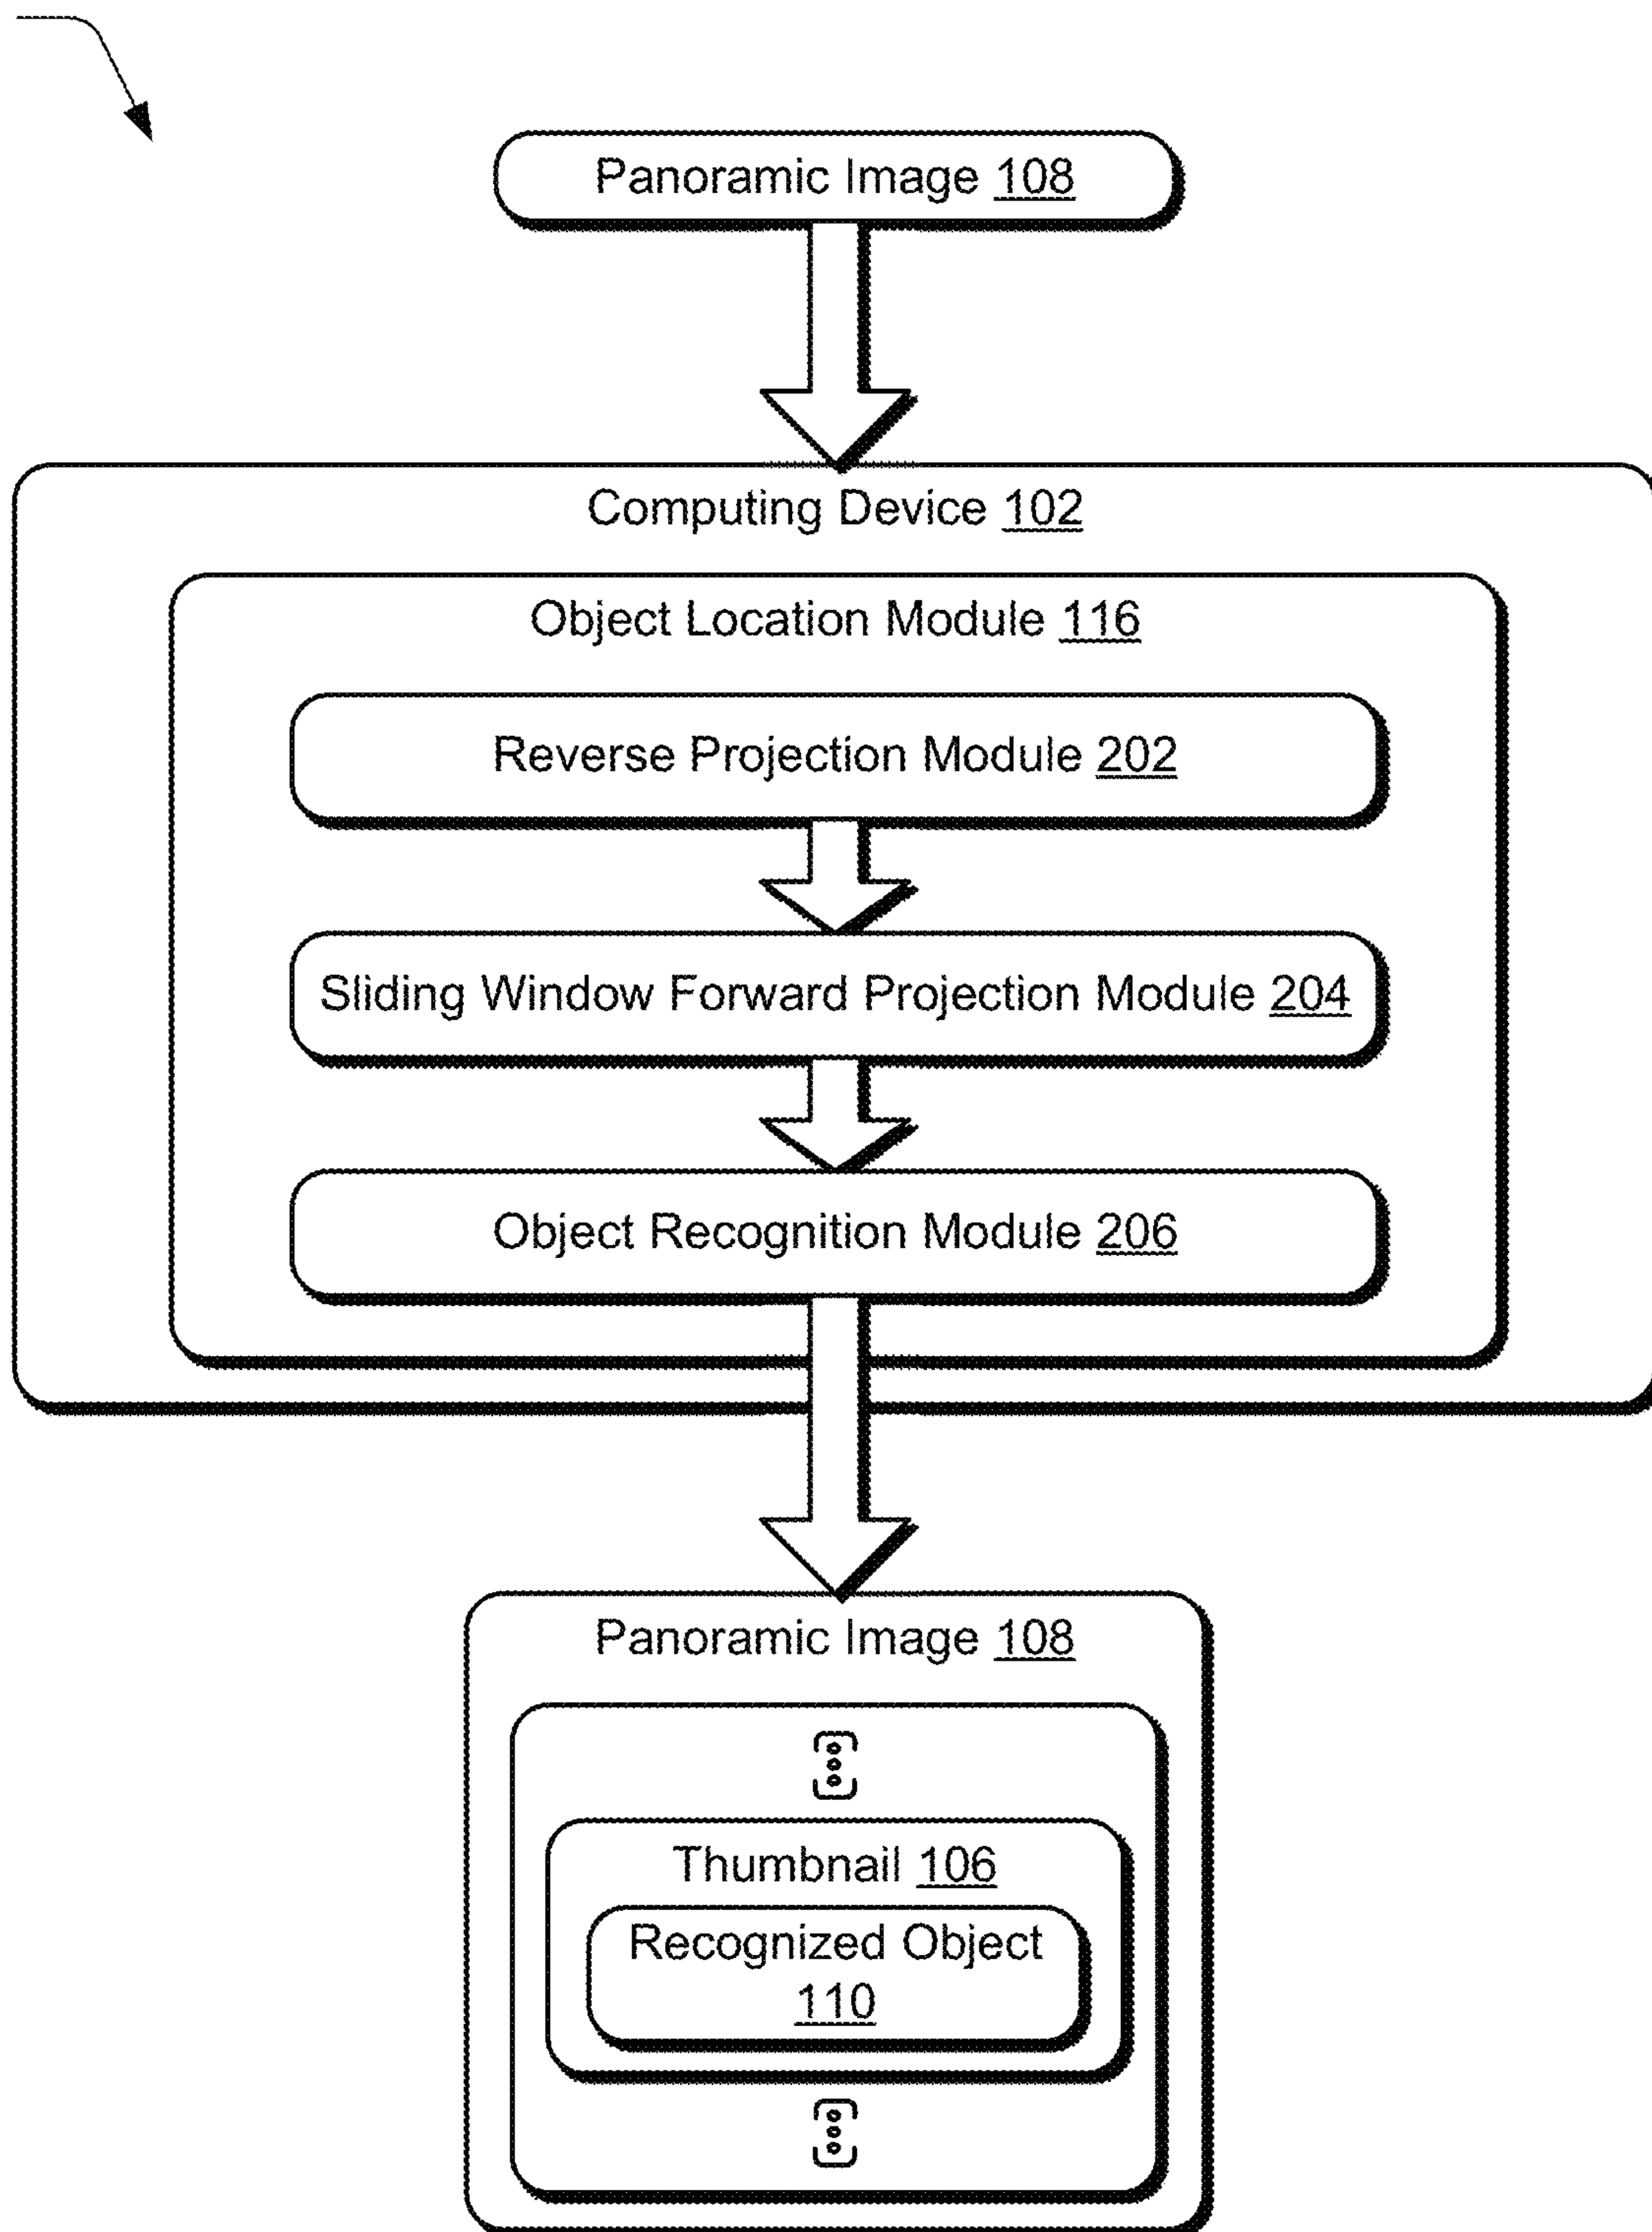 Panoramic Image 108
Computing Device 102
Object Location Module 116
Reverse Projection Module 202
Sliding Window Forward Projection Module 204
Object Recognition Module 206
Panoramic Image 108
Thumbnail 106
Recognized Object
110